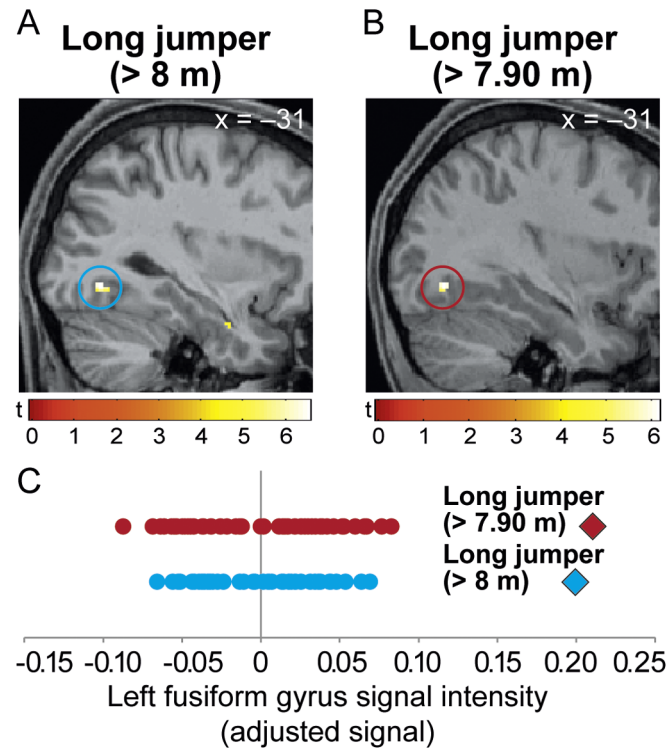 A
Long jumper
(> 8 m)
x = –31
t
0 1 2 3 4 5 6
B
Long jumper
(> 7.90 m)
x = –31
t
0 1 2 3 4 5 6
C
Long jumper
(> 7.90 m)
Long jumper
(> 8 m)
-0.15 -0.10 -0.05 0 0.05 0.10 0.15 0.20 0.25
Left fusiform gyrus signal intensity
(adjusted signal)